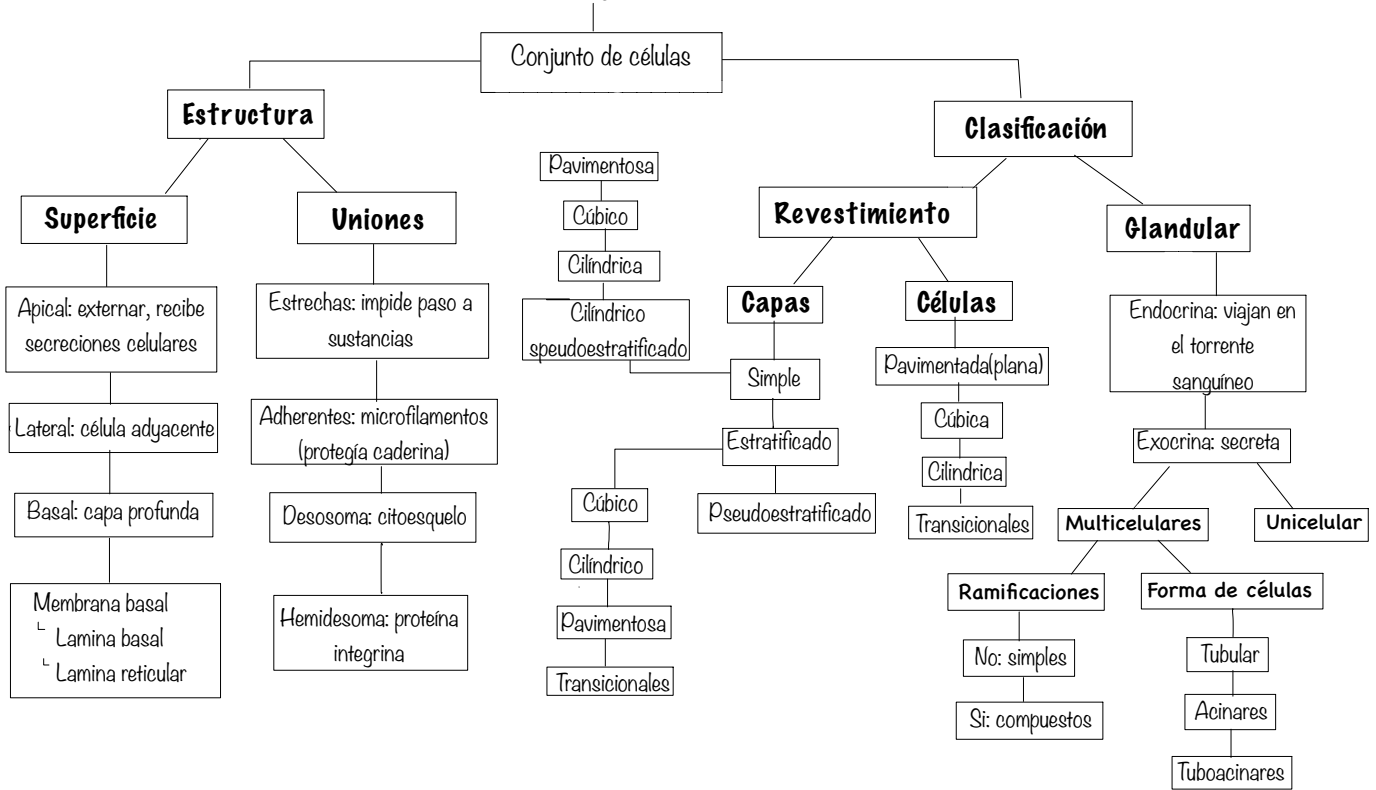 Conjunto de células
Estructura
Superficie
Apical: externar, recibe
secreciones celulares
Lateral: célula adyacente
Basal: capa profunda
Membrana basal
Lamina basal
Lamina reticular
Uniones
Estrechas: impide paso a
sustancias
Adherentes: microfilamentos
(protegía caderina)
Desosoma: citoesquelo
Hemidesoma: proteína
integrina
Clasificación
Revestimiento
Capas
Simple
Pavimentosa
Cúbico
Cilíndrica
Cilíndrico
speudoestratificado
Estratificado
Cúbico
Cilíndrico
Pavimentosa
Transicionales
Pseudoestratificado
Células
Pavimentada(plana)
Cúbica
Cilindrica
Transicionales
Glandular
Endocrina: viajan en
el torrente
sanguíneo
Exocrina: secreta
Multicelulares
Ramificaciones
No: simples
Si: compuestos
Forma de células
Tubular
Acinares
Tuboacinares
Unicelular